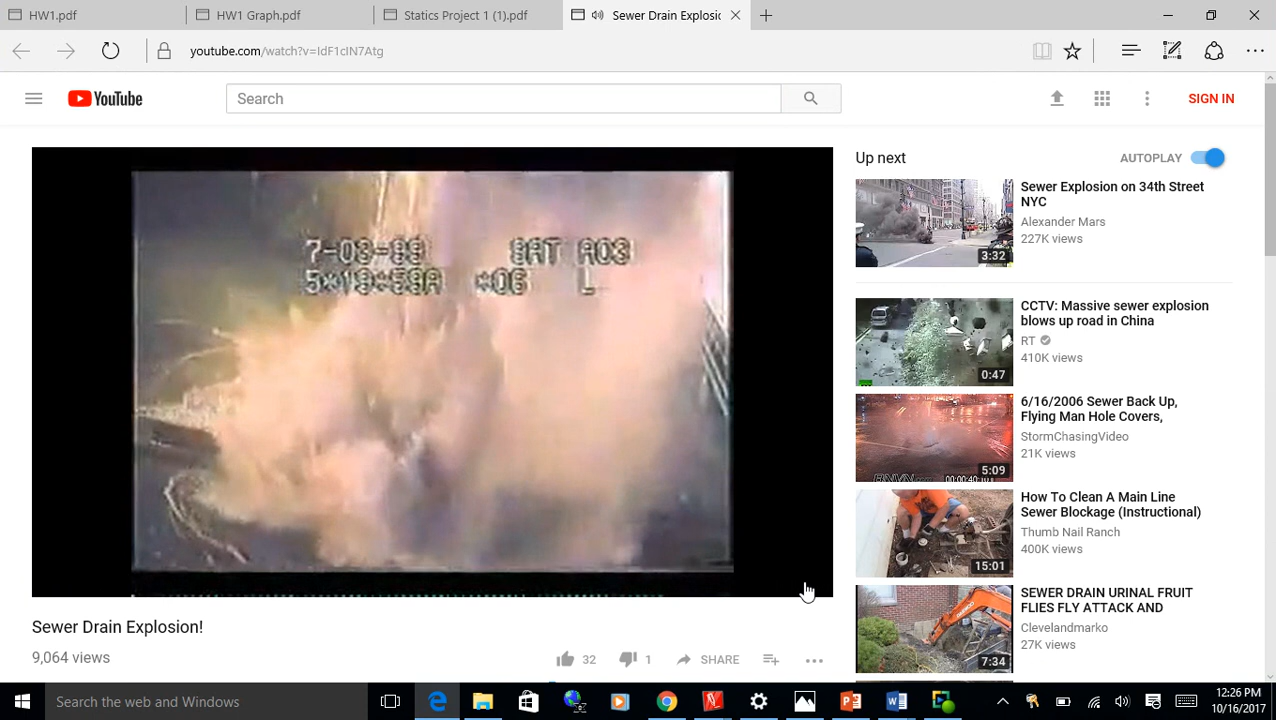 HW1.pdf
HW1 Graph.pdf
Statics Project 1 (1).pdf
Sewer Drain Explosio
youtube.com/watch?v=IdF1cIN7Atg
YouTube
Search
SIGN IN
7-03-99 SAT A03
5:19:59A :06 L
Up next
AUTOPLAY
Sewer Explosion on 34th Street
NYC
Alexander Mars
227K views
3:32
CCTV: Massive sewer explosion
blows up road in China
RT
410K views
0:47
6/16/2006 Sewer Back Up,
Flying Man Hole Covers,
StormChasingVideo
21K views
5:09
How To Clean A Main Line
Sewer Blockage (Instructional)
Thumb Nail Ranch
400K views
15:01
SEWER DRAIN URINAL FRUIT
FLIES FLY ATTACK AND
Clevelandmarko
27K views
7:34
Sewer Drain Explosion!
9,064 views
32
1
SHARE
Search the web and Windows
12:26 PM
10/16/2017